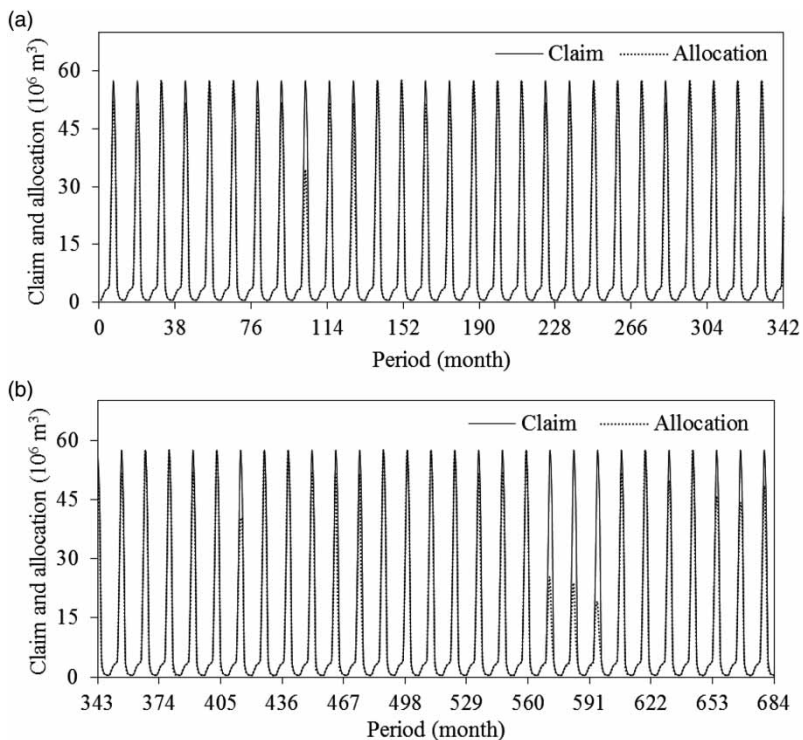 (a)
Claim and allocation (10⁶ m³)
60
45
30
15
0
Claim Allocation
0 38 76 114 152 190 228 266 304 342
Period (month)
(b)
Claim and allocation (10⁶ m³)
60
45
30
15
0
Claim Allocation
343 374 405 436 467 498 529 560 591 622 653 684
Period (month)